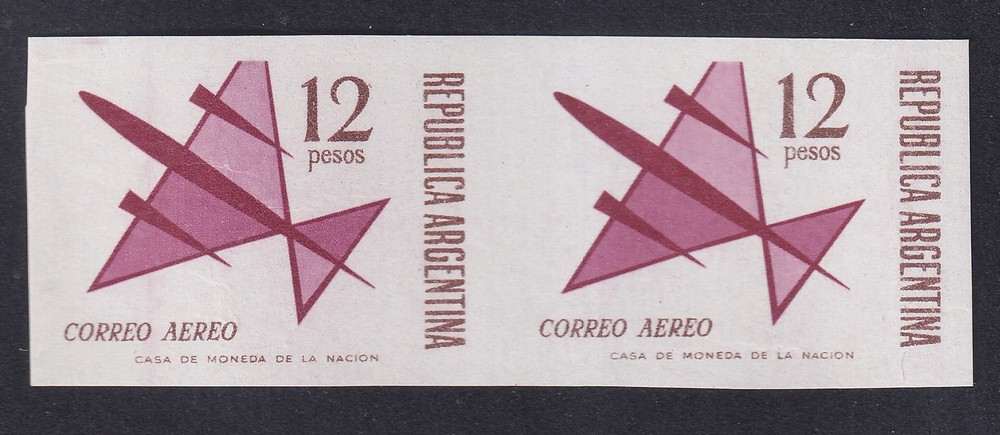 12
pesos
REPUBLICA ARGENTINA
CORREO AEREO
CASA DE MONEDA DE LA NACION
12
pesos
REPUBLICA ARGENTINA
CORREO AEREO
CASA DE MONEDA DE LA NACION